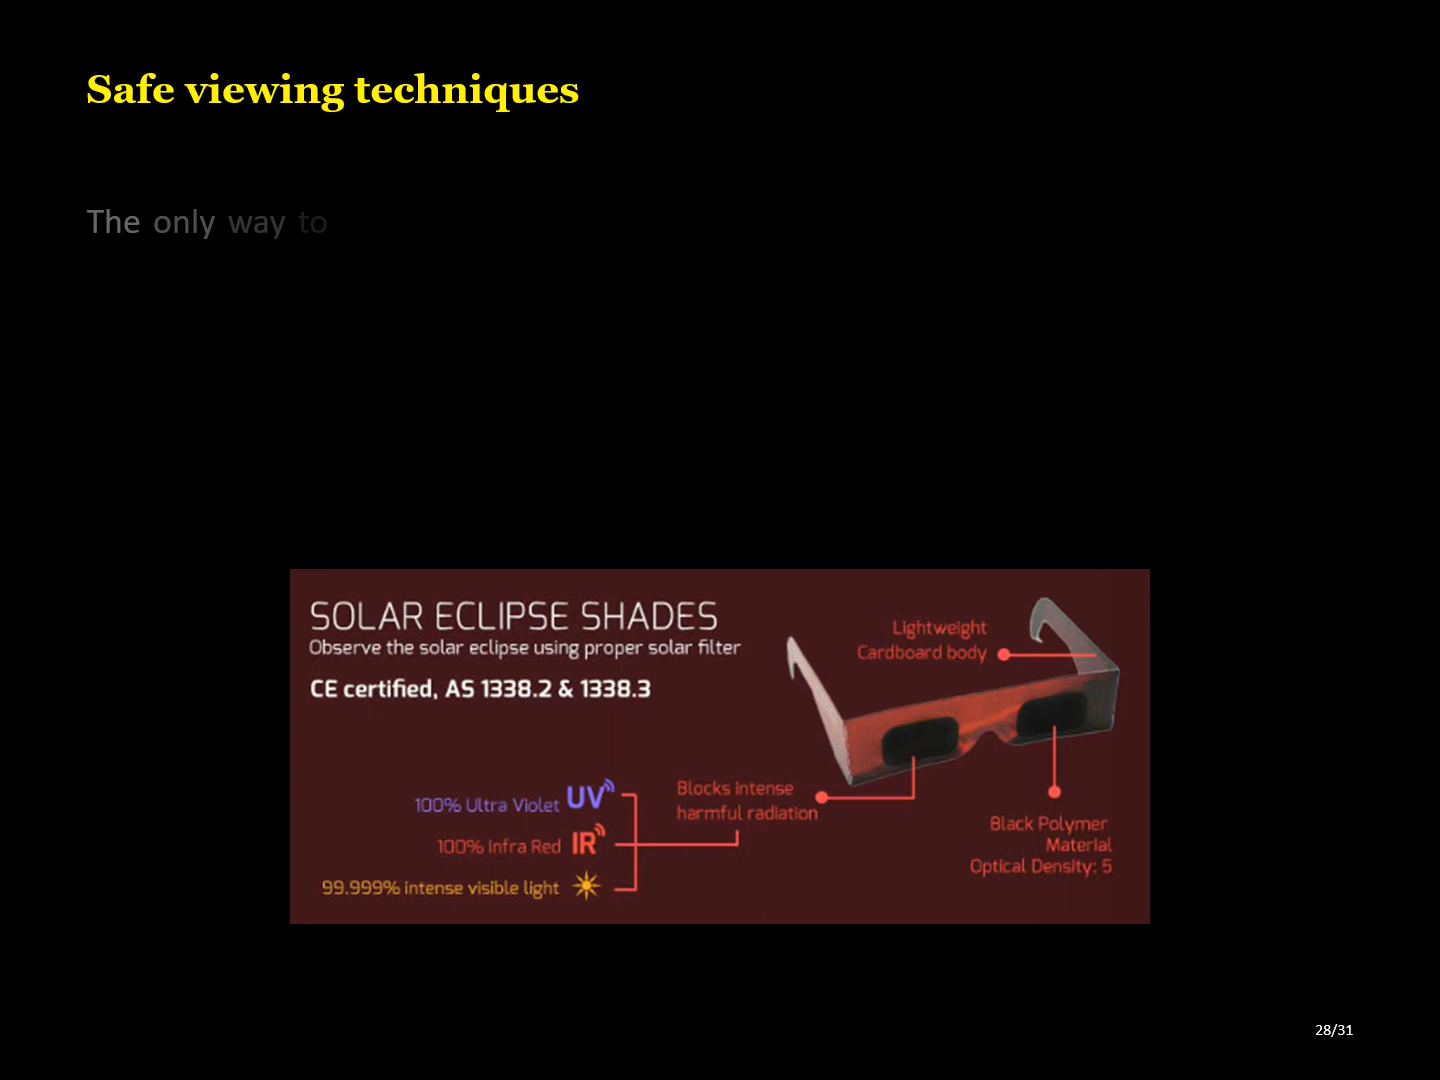 Safe viewing techniques
The only way to
SOLAR ECLIPSE SHADES
Observe the solar eclipse using proper solar filter
CE certified, AS 1338.2 & 1338.3
Lightweight
Cardboard body
100% Ultra Violet UV
100% Infra Red IR
99.999% intense visible light
Blocks intense
harmful radiation
Black Polymer
Material
Optical Density: 5
28/31